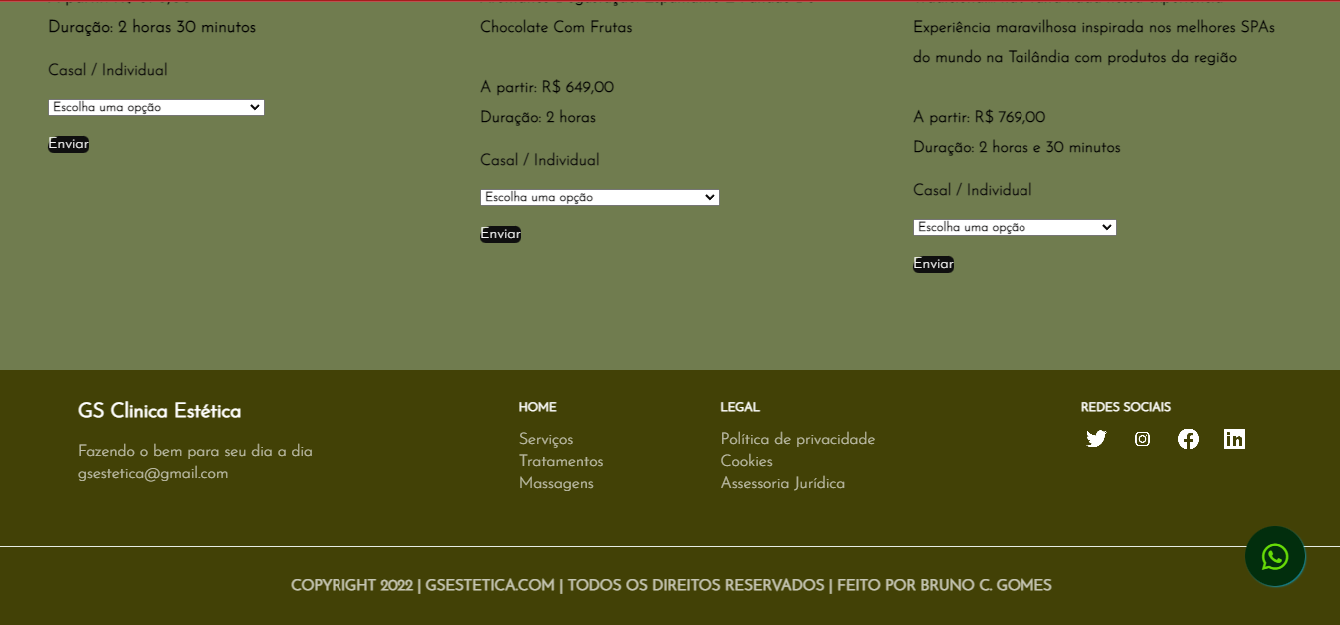 Duração: 2 horas 30 minutos
Casal / Individual
Escolha uma opção
Enviar
Chocolate Com Frutas
A partir: R$ 649,00
Duração: 2 horas
Casal / Individual
Escolha uma opção
Enviar
Experiência maravilhosa inspirada nos melhores SPAs
do mundo na Tailândia com produtos da região
A partir: R$ 769,00
Duração: 2 horas e 30 minutos
Casal / Individual
Escolha uma opção
Enviar
GS Clinica Estética
Fazendo o bem para seu dia a dia
gsestetica@gmail.com
HOME
Serviços
Tratamentos
Massagens
LEGAL
Política de privacidade
Cookies
Assessoria Jurídica
REDES SOCIAIS
COPYRIGHT 2022 | GSESTETICA.COM | TODOS OS DIREITOS RESERVADOS | FEITO POR BRUNO C. GOMES